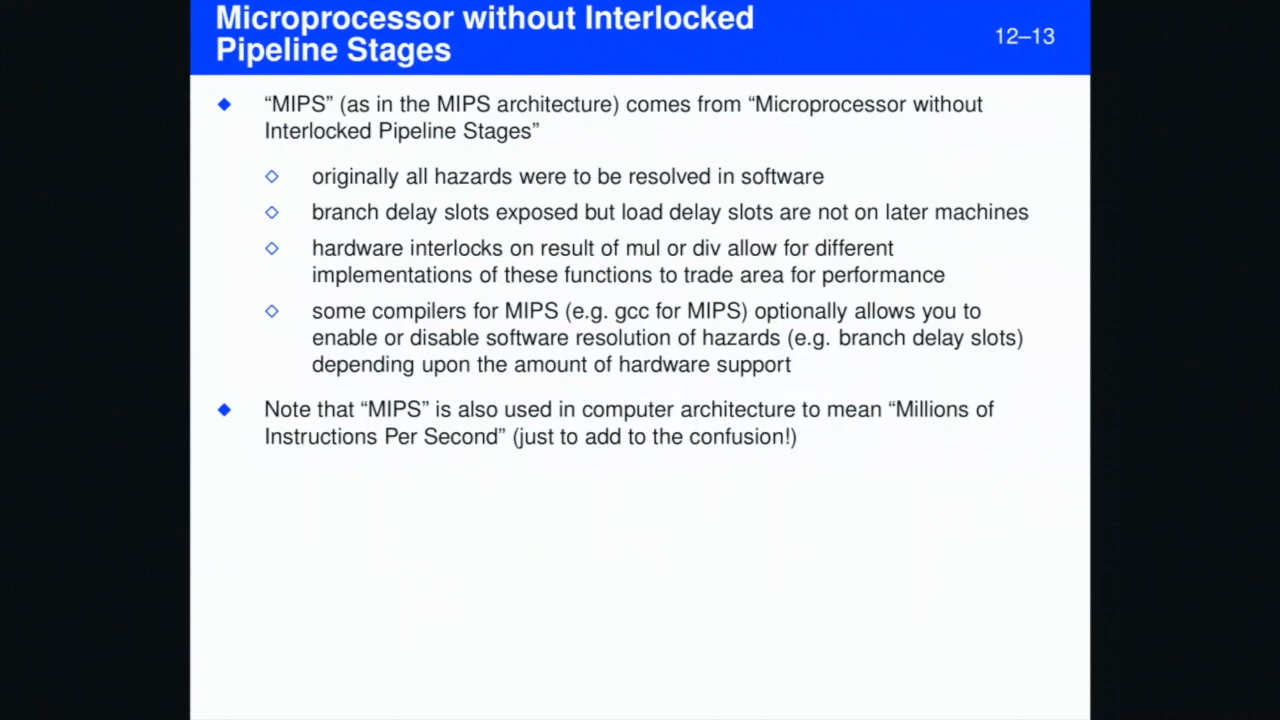 Microprocessor without Interlocked
Pipeline Stages
12–13
“MIPS” (as in the MIPS architecture) comes from “Microprocessor without
Interlocked Pipeline Stages”
originally all hazards were to be resolved in software
branch delay slots exposed but load delay slots are not on later machines
hardware interlocks on result of mul or div allow for different
implementations of these functions to trade area for performance
some compilers for MIPS (e.g. gcc for MIPS) optionally allows you to
enable or disable software resolution of hazards (e.g. branch delay slots)
depending upon the amount of hardware support
Note that “MIPS” is also used in computer architecture to mean “Millions of
Instructions Per Second” (just to add to the confusion!)